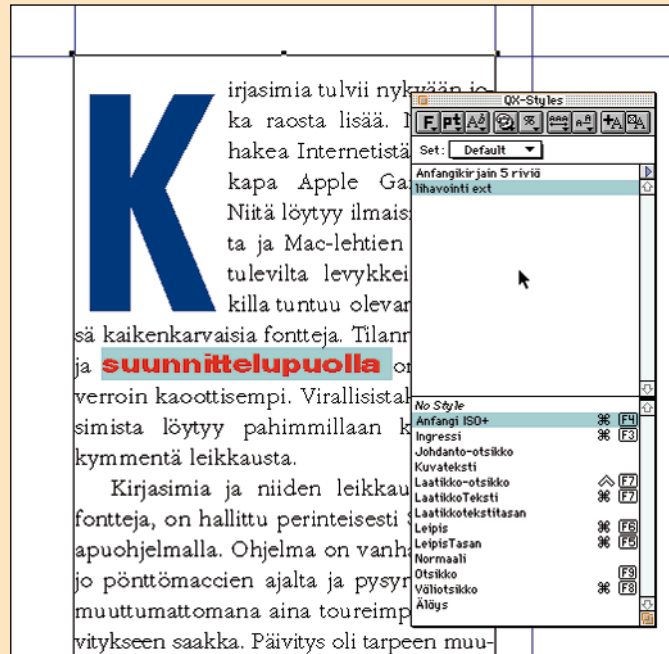 K
irjasimia tulvii nykyään jo-
ka raosta lisää.
hakea Internetistä
kapa Apple Ga
Niitä löytyy ilmais
ta ja Mac-lehtien
tulevilta levykkei
killa tuntuu olevan
sä kaikenkarvaisia fontteja. Tilann
ja suunnittelupuolla o
verroin kaoottisempi. Virallisista
simista löytyy pahimmillaan k
kymmentä leikkausta.
Kirjasimia ja niiden leikkau
fontteja, on hallittu perinteisesti
apuohjelmalla. Ohjelma on vanha
jo pönttömaccien ajalta ja pysyn
muuttumattomana aina toureimp
vitykseen saakka. Päivitys oli tarpeen muu-
QX-Styles
Set: Default
Anfangikirjain 5 riviä
lihavointi ext
No Style
Anfangi ISO+ ⌘ F4
Ingressi ⌘ F3
Johdanto-otsikko
Kuvateksti
Laatikko-otsikko F7
LaatikkoTeksti ⌘ F7
Laatikkotekstitasan
Leipis ⌘ F6
LeipisTasan ⌘ F5
Normaali
Otsikko F9
Väliotsikko ⌘ F8
Äläys